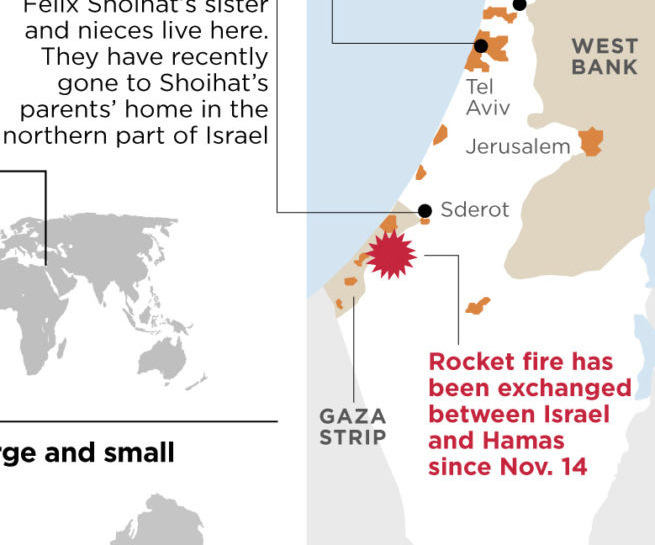 Felix Shoihat's sister
and nieces live here.
They have recently
gone to Shoihat's
parents' home in the
northern part of Israel
WEST
BANK
Tel
Aviv
Jerusalem
Sderot
Rocket fire has
been exchanged
between Israel
and Hamas
since Nov. 14
GAZA
STRIP
and small